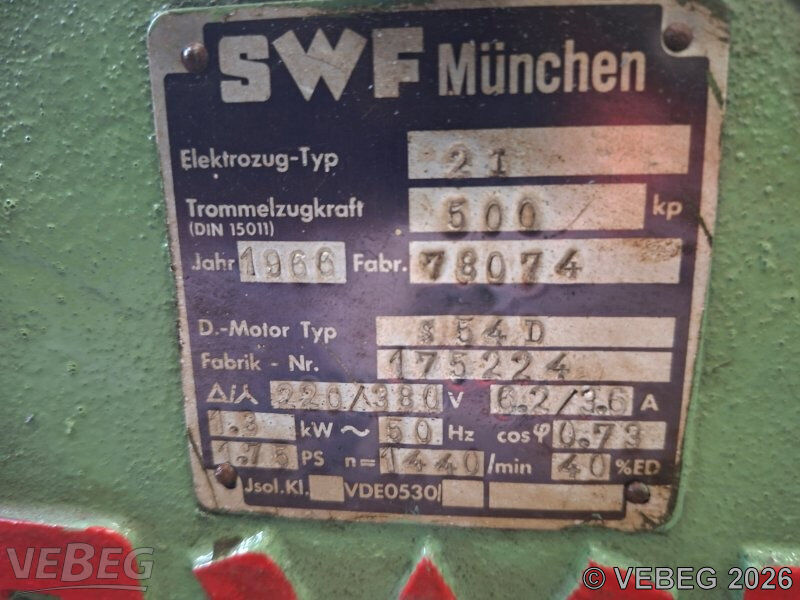 SWF München
Elektrozug-Typ 2I
Trommelzugkraft 500 kp
(DIN 15011)
Jahr 1966 Fabr. 78074
D.-Motor Typ S54D
Fabrik - Nr. 175224
Δ/⅄ 220/380 V 6.2/3.6 A
1.3 kW ~ 50 Hz cos φ 0.73
1.75 PS n= 1440 /min 40 %ED
Jsol.Kl. VDE0530
VEBEG
© VEBEG 2026